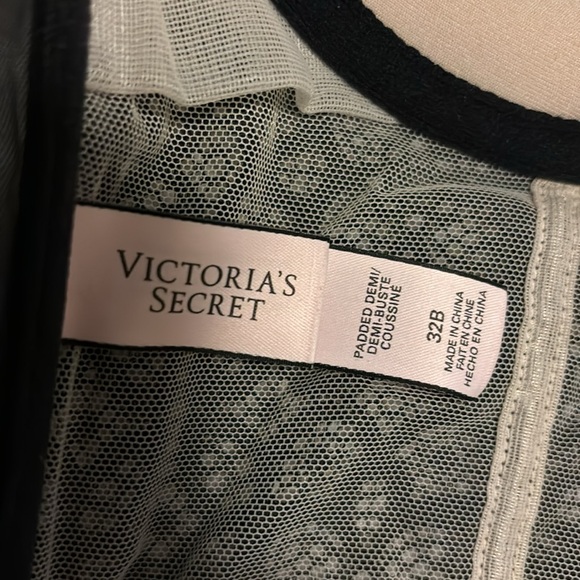 VICTORIA'S
SECRET
PADDED DEMI/
DEMI-BUSTE
COUSSINÉ
32B
MADE IN CHINA
FAIT EN CHINE
HECHO EN CHINA